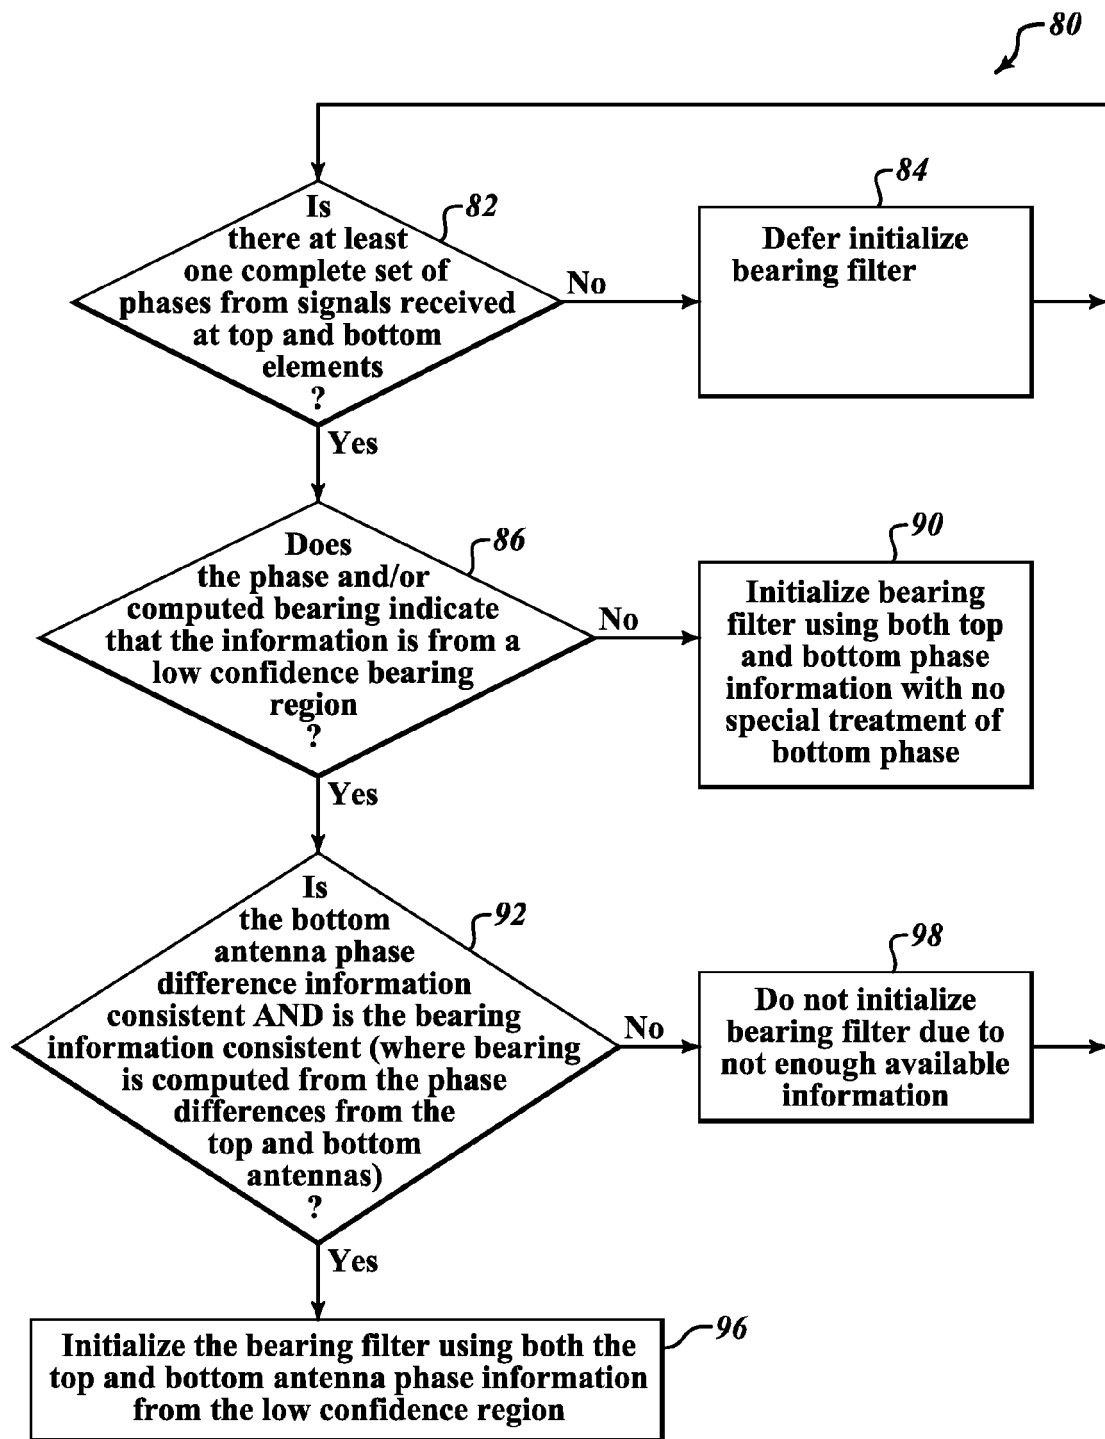 80
Is
there at least
one complete set of
phases from signals received
at top and bottom
elements
?
82
No
84
Defer initialize
bearing filter
Yes
Does
the phase and/or
computed bearing indicate
that the information is from a
low confidence bearing
region
?
86
No
90
Initialize bearing
filter using both top
and bottom phase
information with no
special treatment of
bottom phase
Yes
Is
the bottom
antenna phase
difference information
consistent AND is the bearing
information consistent (where bearing
is computed from the phase
differences from the
top and bottom
antennas)
?
92
No
98
Do not initialize
bearing filter due to
not enough available
information
Yes
Initialize the bearing filter using both the
top and bottom antenna phase information
from the low confidence region
96